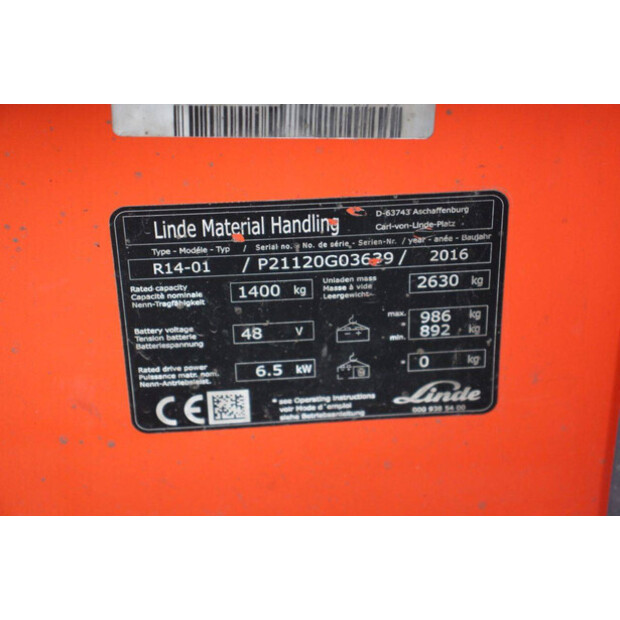 Linde Material Handling
D-63743 Aschaffenburg
Carl-von-Linde-Platz
Type - Modéle - Typ / Serial no. - No. de série - Serien-Nr. / year - année - Baujahr
R14-01 / P21120G03639 / 2016
Rated capacity
Capacité nominale
Nenn-Tragfähigkeit
1400 kg
Unladen mass
Masse à vide
Leergewicht
2630 kg
Battery voltage
Tension batterie
Batteriespannung
48 V
max. 986 kg
min. 892 kg
Rated drive power
Puissance matr. nom.
Nenn-Antriebsleist.
6.5 kW
* 0 kg
CE
* see Operating Instructions
voir Mode d'emploi
siehe Betriebsanleitung
Linde
009 939 54 00